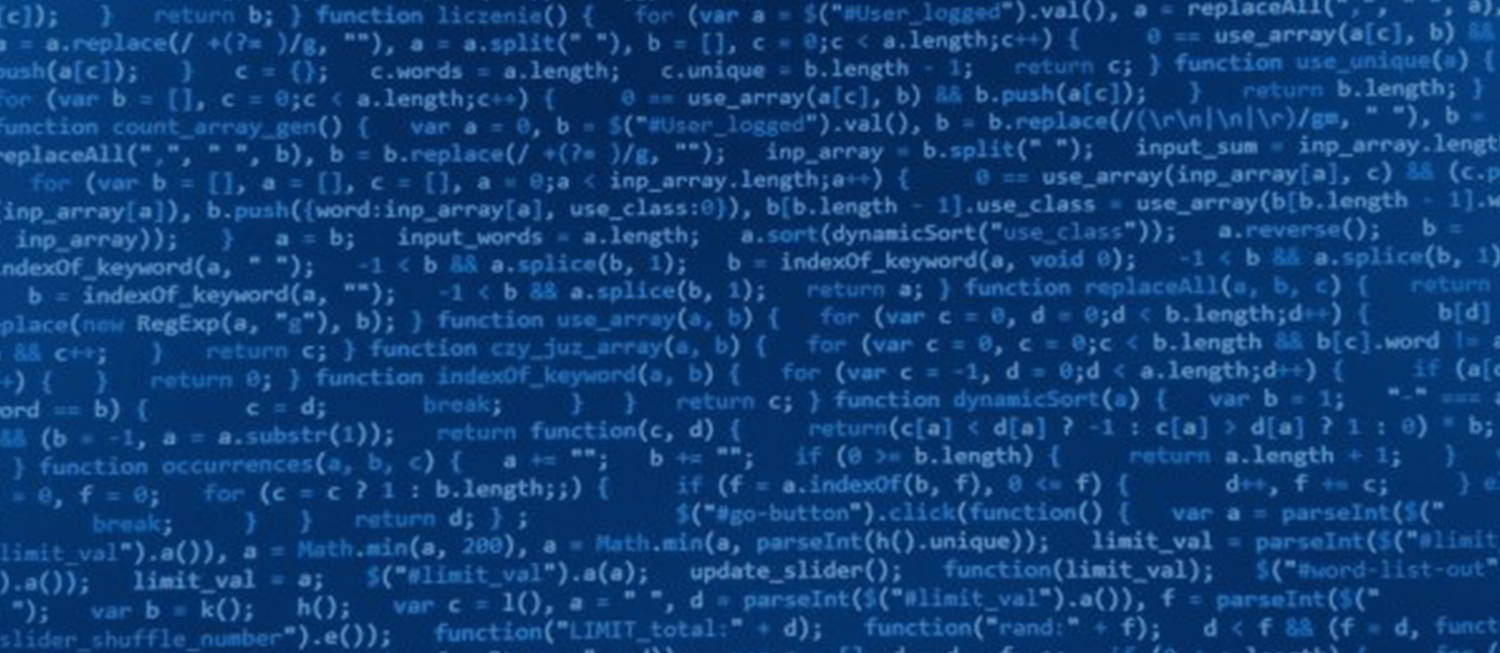 c]);   }   return b; } function liczenie() {   for (var a = $("#User_logged").val(), a = replaceAll(",", " ", a),
a = a.replace(/ +(?= )/g, ""), a = a.split(" "), b = [], c = 0;c < a.length;c++) {     0 == use_array(a[c], b) &&
push(a[c]);   }   c = {};   c.words = a.length;   c.unique = b.length - 1;   return c; } function use_unique(a) {
for (var b = [], c = 0;c < a.length;c++) {     0 == use_array(a[c], b) && b.push(a[c]);   }   return b.length; }
function count_array_gen() {   var a = 0, b = $("#User_logged").val(), b = b.replace(/(\r\n|\n|\r)/gm, " "), b =
replaceAll(",", " ", b), b = b.replace(/ +(?= )/g, "");   inp_array = b.split(" ");   input_sum = inp_array.length
for (var b = [], a = [], c = [], a = 0;a < inp_array.length;a++) {     0 == use_array(inp_array[a], c) && (c.p
inp_array[a]), b.push({word:inp_array[a], use_class:0}), b[b.length - 1].use_class = use_array(b[b.length - 1].w
inp_array));   }   a = b;   input_words = a.length;   a.sort(dynamicSort("use_class"));   a.reverse();   b =
indexOf_keyword(a, " ");   -1 < b && a.splice(b, 1);   b = indexOf_keyword(a, void 0);   -1 < b && a.splice(b, 1)
b = indexOf_keyword(a, "");   -1 < b && a.splice(b, 1);   return a; } function replaceAll(a, b, c) {   return
place(new RegExp(a, "g"), b); } function use_array(a, b) {   for (var c = 0, d = 0;d < b.length;d++) {     b[d]
&& c++;   }   return c; } function czy_juz_array(a, b) {   for (var c = 0, c = 0;c < b.length && b[c].word !=
+) {   }   return 0; } function indexOf_keyword(a, b) {   for (var c = -1, d = 0;d < a.length;d++) {     if (a[d
ord == b) {       c = d;       break;     }   }   return c; } function dynamicSort(a) {   var b = 1;   "-" ===
&& (b = -1, a = a.substr(1));   return function(c, d) {     return(c[a] < d[a] ? -1 : c[a] > d[a] ? 1 : 0) * b;
} function occurrences(a, b, c) {   a += "";   b += "";   if (0 >= b.length) {     return a.length + 1;   }
= 0, f = 0;   for (c = c ? 1 : b.length;;) {     if (f = a.indexOf(b, f), 0 <= f) {       d++, f += c;     } e
break;     }   }   return d; } ;         $("#go-button").click(function() {   var a = parseInt($("
limit_val").a()), a = Math.min(a, 200), a = Math.min(a, parseInt(h().unique));   limit_val = parseInt($("#limit
).a());   limit_val = a;   $("#limit_val").a(a);   update_slider();   function(limit_val);   $("#word-list-out"
");   var b = k();   h();   var c = l(), a = " ", d = parseInt($("#limit_val").a()), f = parseInt($("
slider_shuffle_number").e());   function("LIMIT_total:" + d);   function("rand:" + f);   d < f && (f = d, funct